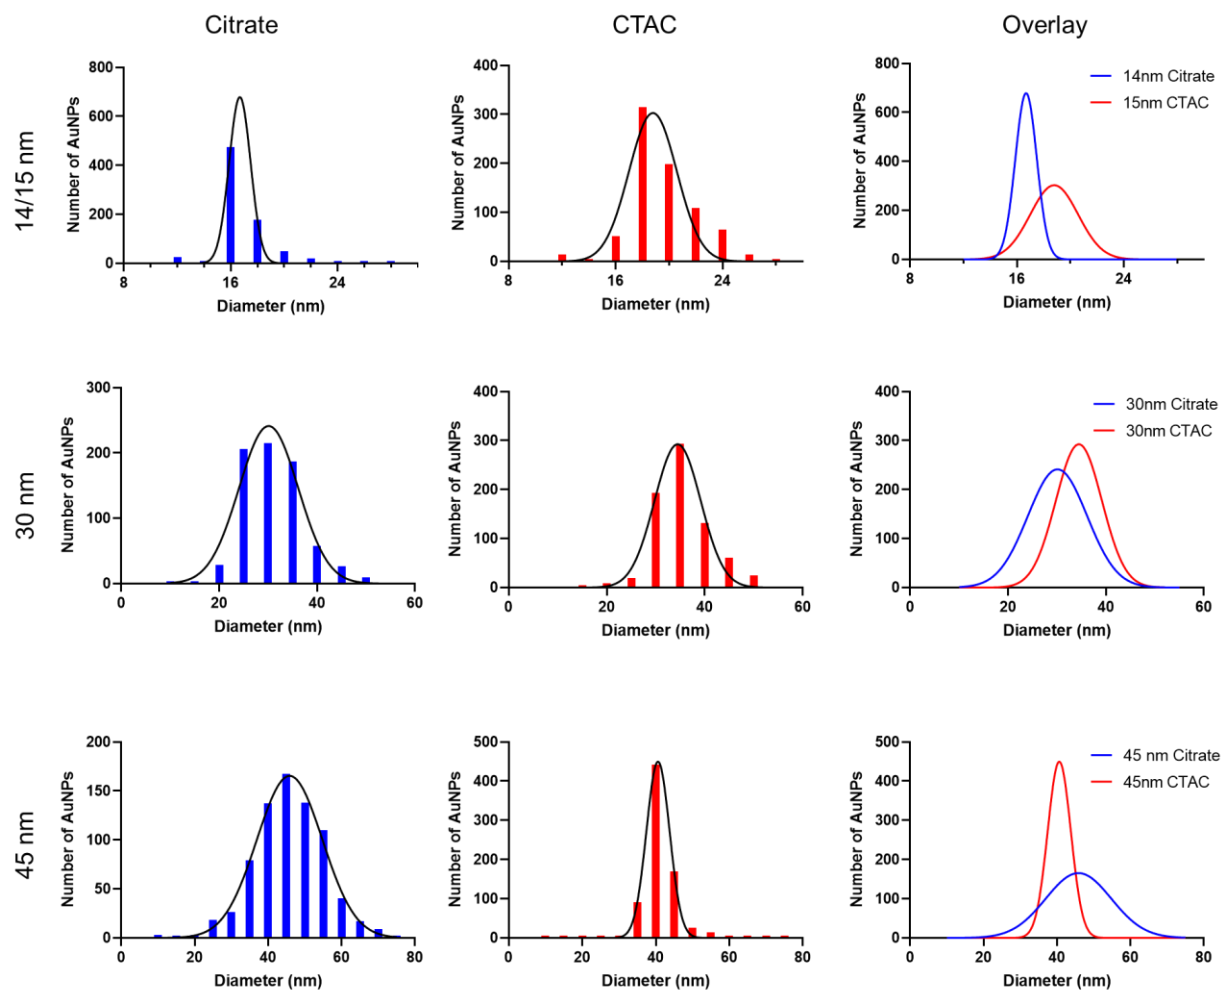 Citrate
CTAC
Overlay
14/15 nm
Number of AuNPs
800
600
400
200
0
8
16
24
Diameter (nm)
Number of AuNPs
400
300
200
100
0
8
16
24
Diameter (nm)
Number of AuNPs
800
600
400
200
0
16
24
Diameter (nm)
14nm Citrate
15nm CTAC
30 nm
Number of AuNPs
300
200
100
0
0
20
40
60
Diameter (nm)
Number of AuNPs
400
300
200
100
0
0
20
40
60
Diameter (nm)
Number of AuNPs
400
300
200
100
0
0
20
40
60
Diameter (nm)
30nm Citrate
30nm CTAC
45 nm
Number of AuNPs
200
150
100
50
0
0
20
40
60
80
Diameter (nm)
Number of AuNPs
500
400
300
200
100
0
0
20
40
60
80
Diameter (nm)
Number of AuNPs
500
400
300
200
100
0
0
20
40
60
80
Diameter (nm)
45 nm Citrate
45nm CTAC